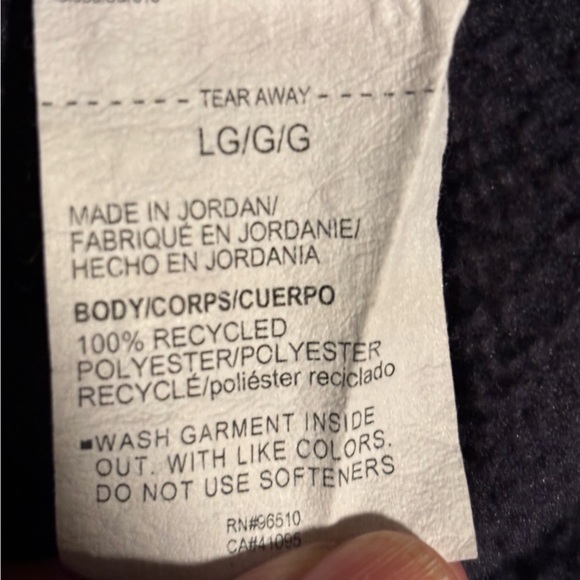 - - - - - - - TEAR AWAY - - - - - -
LG/G/G
MADE IN JORDAN/
FABRIQUÉ EN JORDANIE/
HECHO EN JORDANIA
BODY/CORPS/CUERPO
100% RECYCLED
POLYESTER/POLYESTER
RECYCLÉ/poliéster reciclado
▪WASH GARMENT INSIDE
OUT. WITH LIKE COLORS.
DO NOT USE SOFTENERS
RN#96510
CA#41095